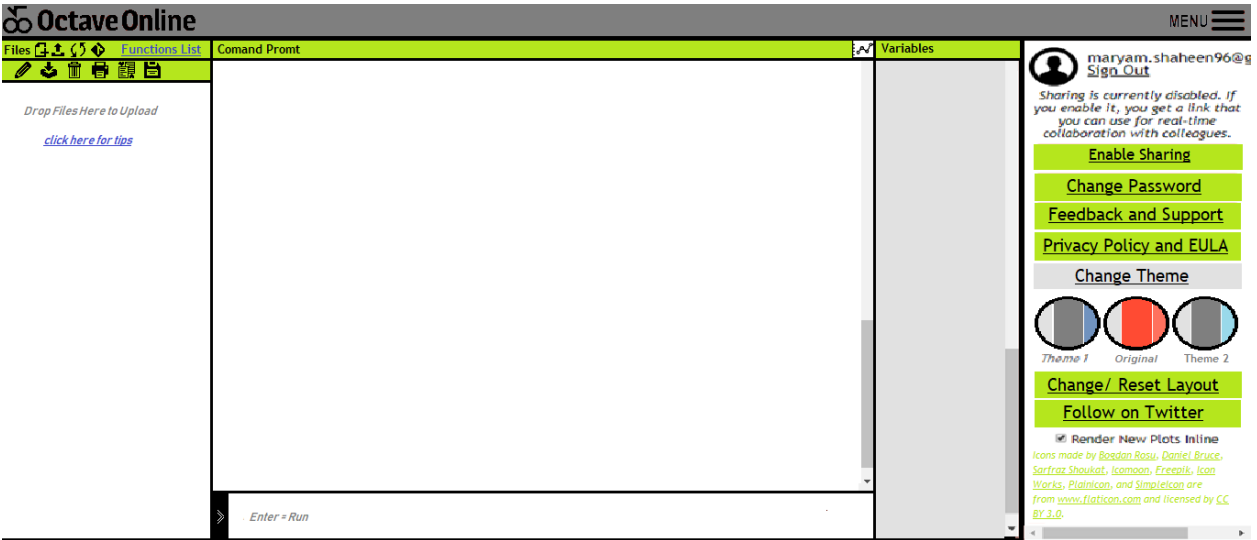 Octave Online
MENU
Files
Functions List
Comand Promt
Variables
Drop Files Here to Upload
click here for tips
Enter = Run
maryam.shaheen96@g
Sign Out
Sharing is currently disabled. If
you enable it, you get a link that
you can use for real-time
collaboration with colleagues.
Enable Sharing
Change Password
Feedback and Support
Privacy Policy and EULA
Change Theme
Theme 1
Original
Theme 2
Change/ Reset Layout
Follow on Twitter
Render New Plots Inline
Icons made by Bogdan Rosu, Daniel Bruce,
Sarfraz Shoukat, Icomoon, Freepik, Icon
Works, Plainicon, and SimpleIcon are
from www.flaticon.com and licensed by CC
BY 3.0.